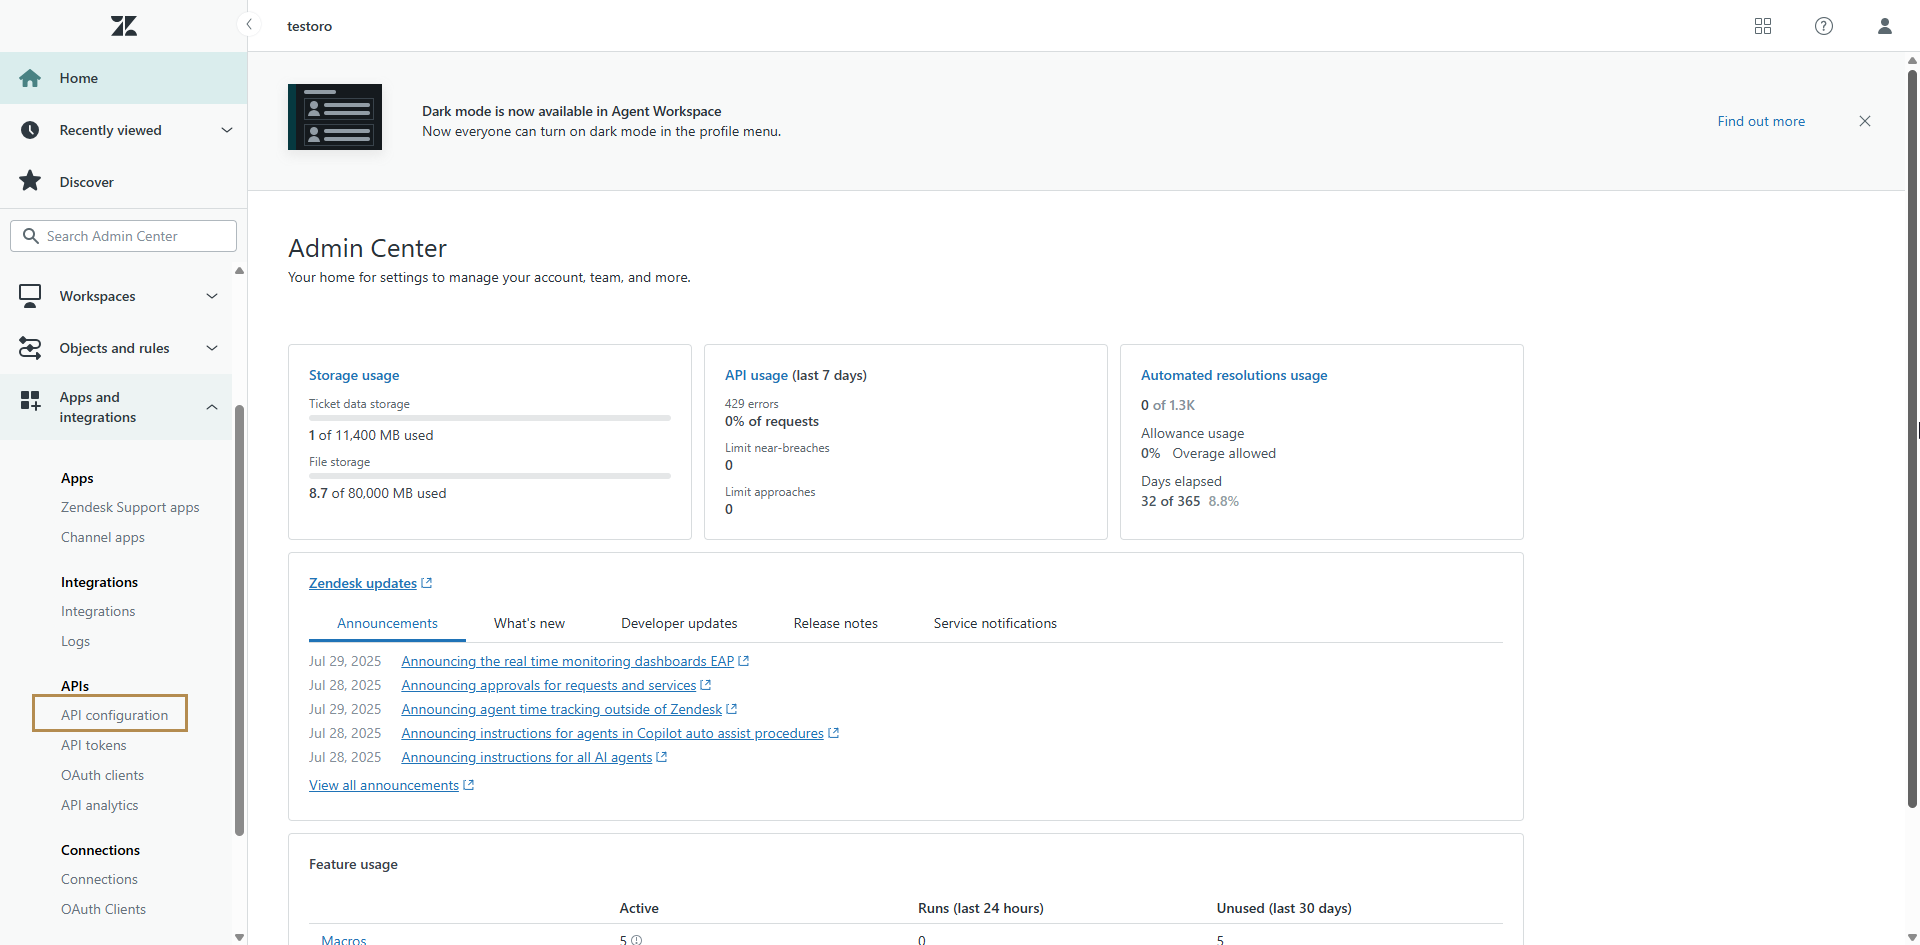 testoro
Home
Recently viewed
Discover
Search Admin Center
Workspaces
Objects and rules
Apps and
integrations
Apps
Zendesk Support apps
Channel apps
Integrations
Integrations
Logs
APIs
API configuration
API tokens
OAuth clients
API analytics
Connections
Connections
OAuth Clients
Dark mode is now available in Agent Workspace
Now everyone can turn on dark mode in the profile menu.
Find out more
Admin Center
Your home for settings to manage your account, team, and more.
Storage usage
Ticket data storage
1 of 11,400 MB used
File storage
8.7 of 80,000 MB used
API usage (last 7 days)
429 errors
0% of requests
Limit near-breaches
0
Limit approaches
0
Automated resolutions usage
0 of 1.3K
Allowance usage
0% Overage allowed
Days elapsed
32 of 365 8.8%
Zendesk updates
Announcements What's new Developer updates Release notes Service notifications
Jul 29, 2025 Announcing the real time monitoring dashboards EAP
Jul 28, 2025 Announcing approvals for requests and services
Jul 29, 2025 Announcing agent time tracking outside of Zendesk
Jul 28, 2025 Announcing instructions for agents in Copilot auto assist procedures
Jul 28, 2025 Announcing instructions for all AI agents
View all announcements
Feature usage
Active Runs (last 24 hours) Unused (last 30 days)
Macros 5 0 5